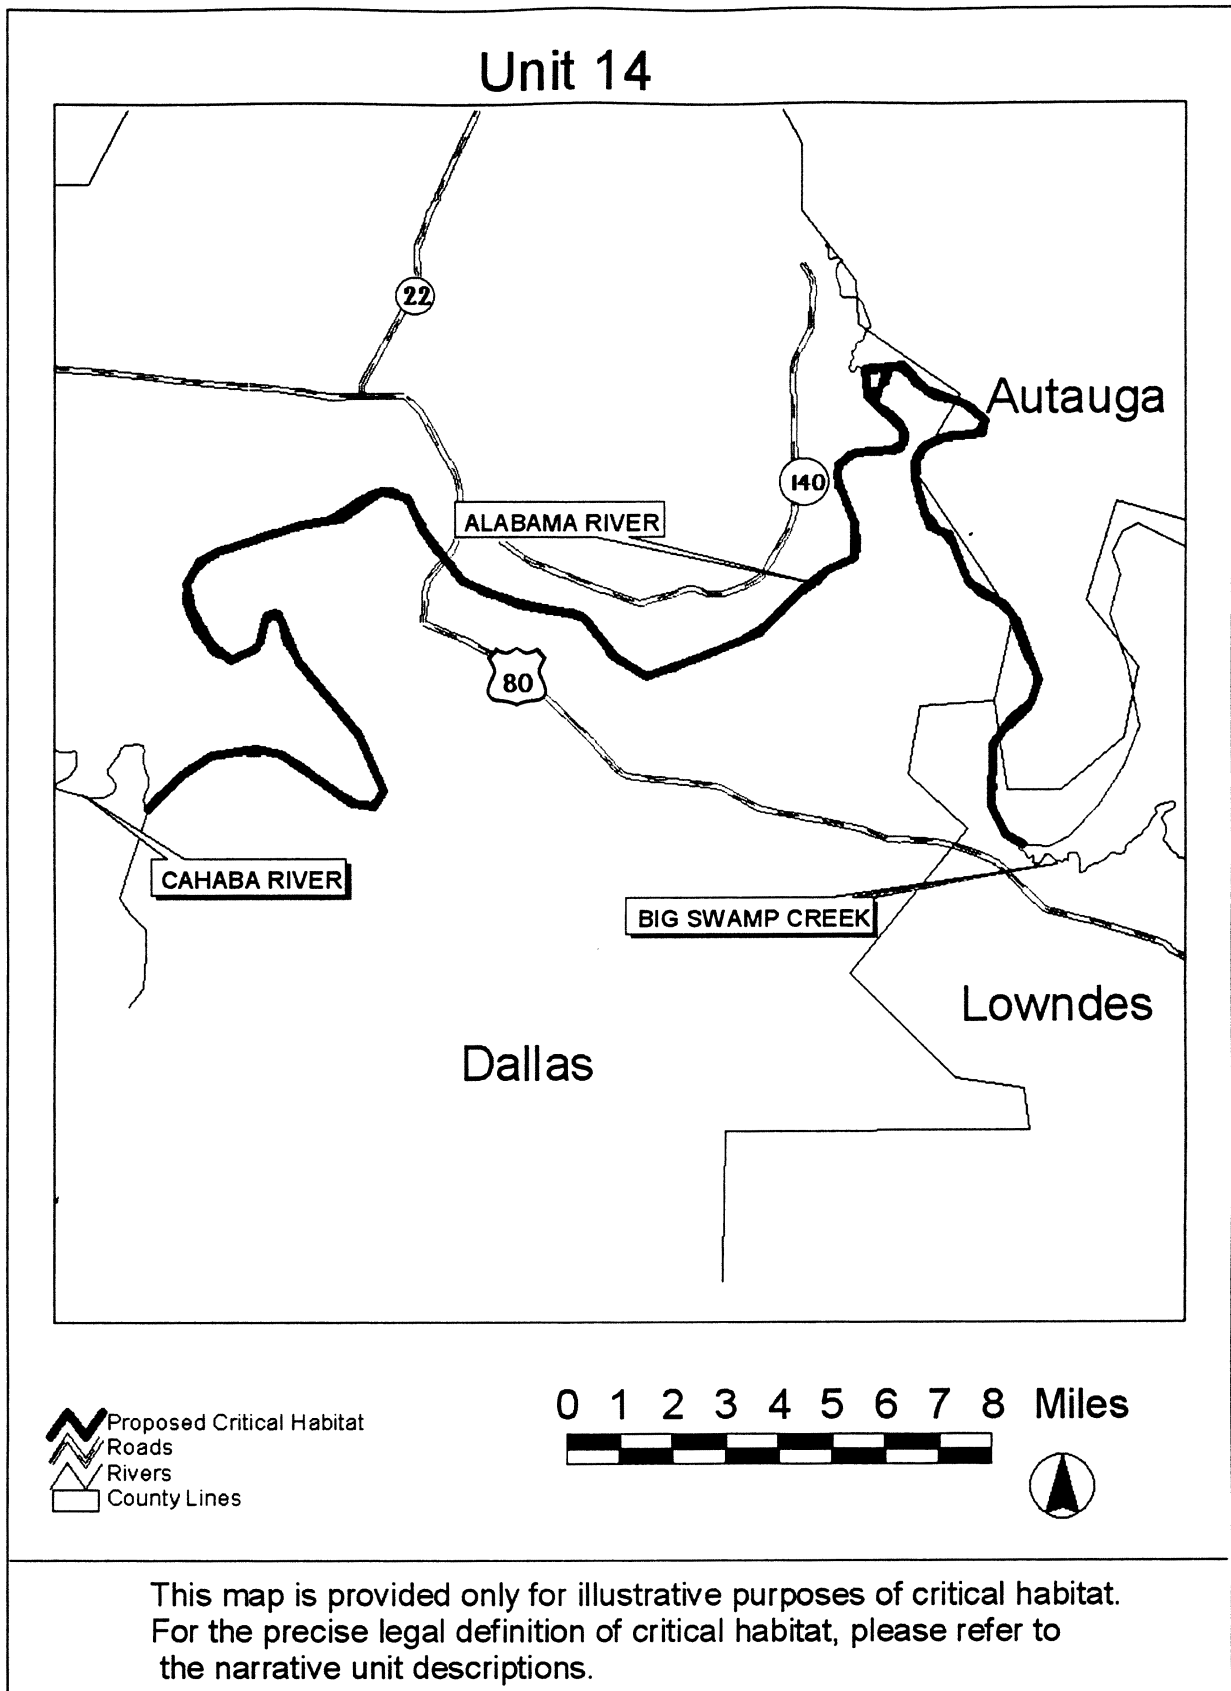 Unit 14
22
Autauga
140
ALABAMA RIVER
80
CAHABA RIVER
BIG SWAMP CREEK
Lowndes
Dallas
0 1 2 3 4 5 6 7 8 Miles
Proposed Critical Habitat
Roads
Rivers
County Lines
This map is provided only for illustrative purposes of critical habitat.
For the precise legal definition of critical habitat, please refer to
the narrative unit descriptions.